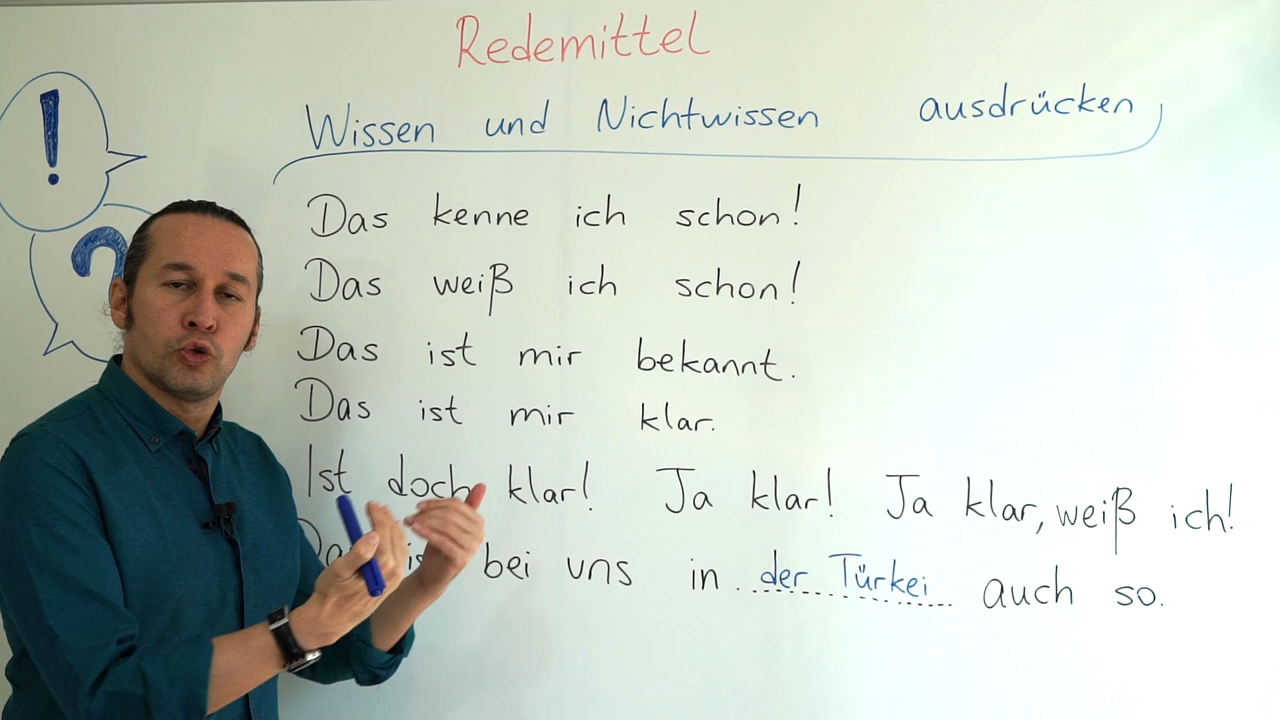 Redemittel
Wissen und Nichtwissen ausdrücken
!
?
Das kenne ich schon!
Das weiß ich schon!
Das ist mir bekannt.
Das ist mir klar.
Ist doch klar! Ja klar! Ja klar, weiß ich!
bei uns in der Türkei auch so.